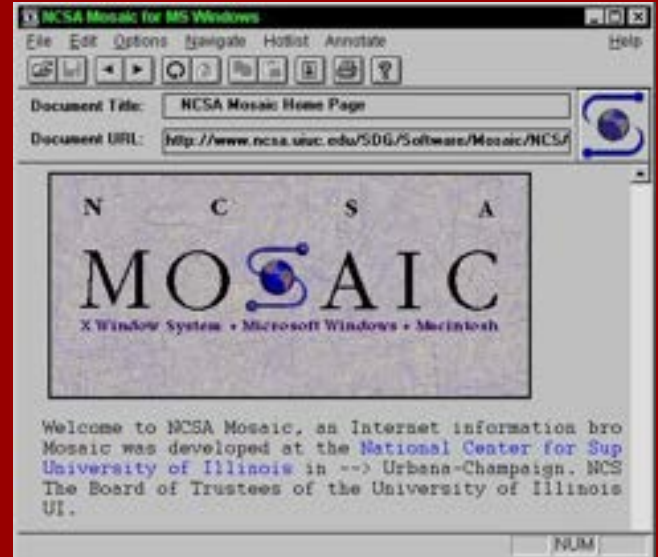 NCSA Mosaic for MS Windows
File Edit Options Navigate Hotlist Annotate Help
Document Title: NCSA Mosaic Home Page
Document URL: http://www.ncsa.uiuc.edu/SDG/Software/Mosaic/NCSA
N C S A
MOSAIC
X Window System • Microsoft Windows • Macintosh
Welcome to NCSA Mosaic, an Internet information bro
Mosaic was developed at the National Center for Sup
University of Illinois in --> Urbana-Champaign. NCS
The Board of Trustees of the University of Illinois
UI.
NUM